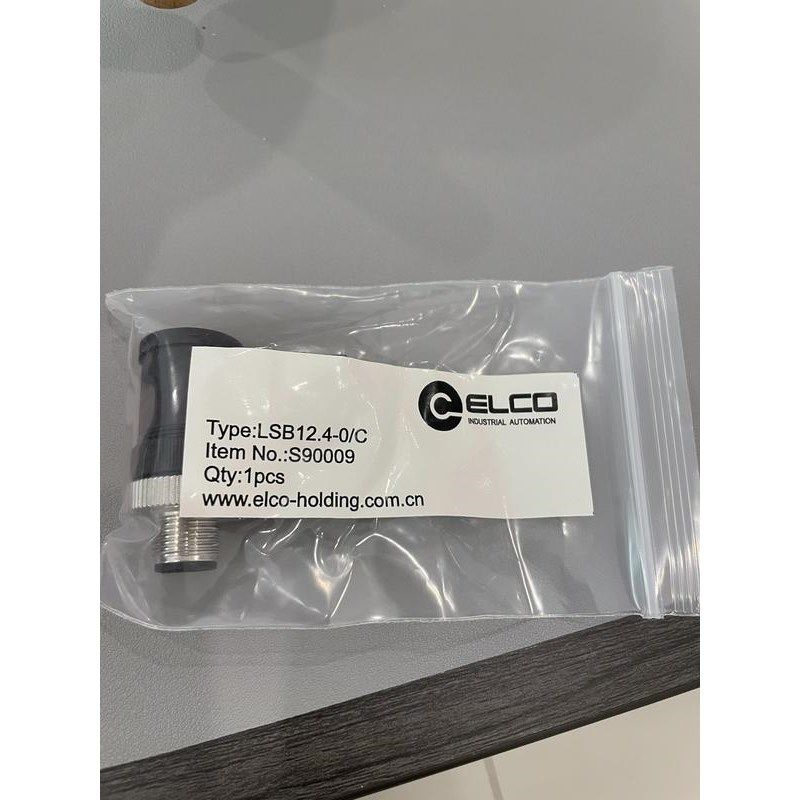 ELCO
INDUSTRIAL AUTOMATION
Type:LSB12.4-0/C
Item No.:S90009
Qty:1pcs
www.elco-holding.com.cn